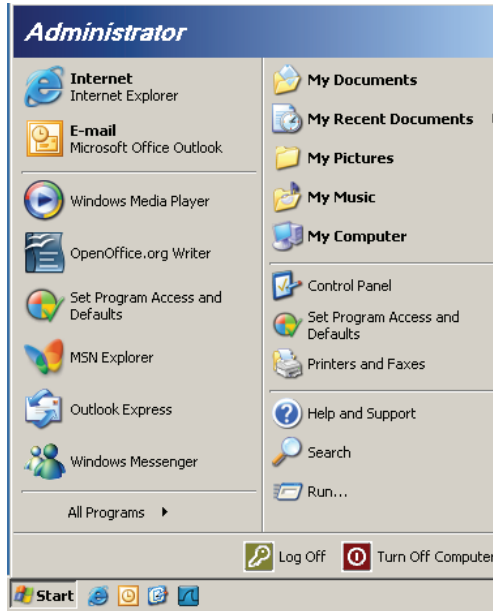 Administrator
Internet
Internet Explorer
E-mail
Microsoft Office Outlook
Windows Media Player
OpenOffice.org Writer
Set Program Access and
Defaults
MSN Explorer
Outlook Express
Windows Messenger
All Programs
My Documents
My Recent Documents
My Pictures
My Music
My Computer
Control Panel
Set Program Access and
Defaults
Printers and Faxes
Help and Support
Search
Run...
Log Off
Turn Off Computer
Start